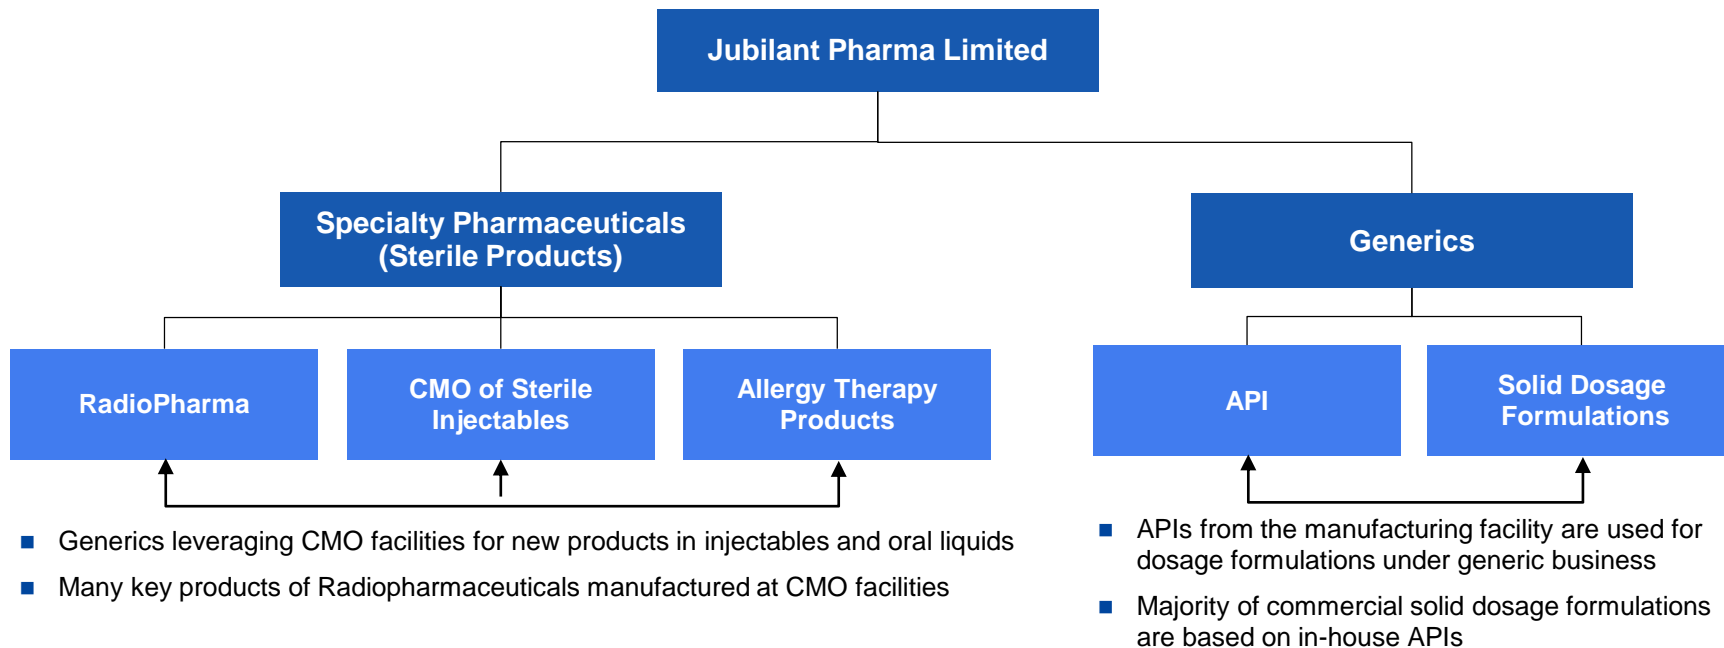 Jubilant Pharma Limited
Specialty Pharmaceuticals
(Sterile Products)
Generics
RadioPharma
CMO of Sterile
Injectables
Allergy Therapy
Products
API
Solid Dosage
Formulations
Generics leveraging CMO facilities for new products in injectables and oral liquids
Many key products of Radiopharmaceuticals manufactured at CMO facilities
APIs from the manufacturing facility are used for
dosage formulations under generic business
Majority of commercial solid dosage formulations
are based on in-house APIs